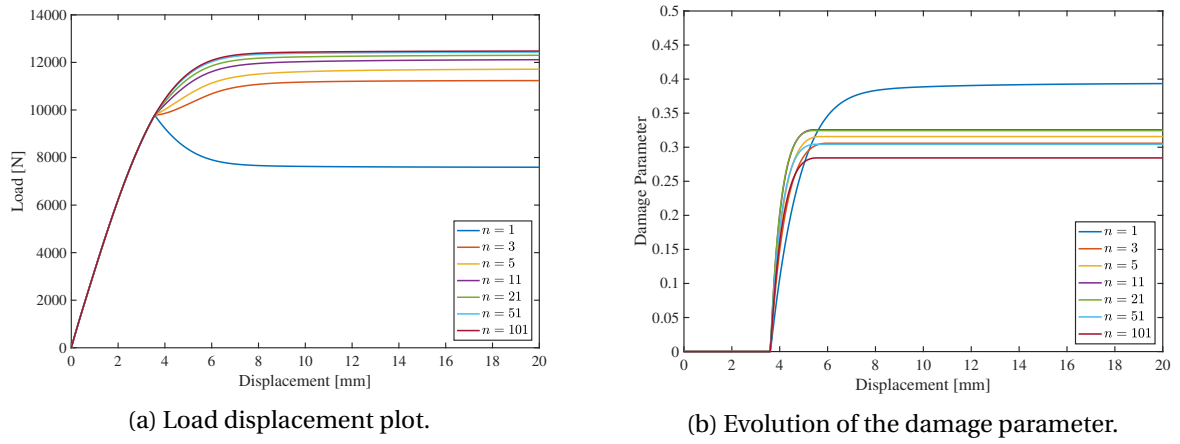 14000
12000
10000
8000
6000
4000
2000
0
Load [N]
0 2 4 6 8 10 12 14 16 18 20
Displacement [mm]
n = 1
n = 3
n = 5
n = 11
n = 21
n = 51
n = 101
(a) Load displacement plot.
0.5
0.45
0.4
0.35
0.3
0.25
0.2
0.15
0.1
0.05
0
Damage Parameter
0 2 4 6 8 10 12 14 16 18 20
Displacement [mm]
n = 1
n = 3
n = 5
n = 11
n = 21
n = 51
n = 101
(b) Evolution of the damage parameter.